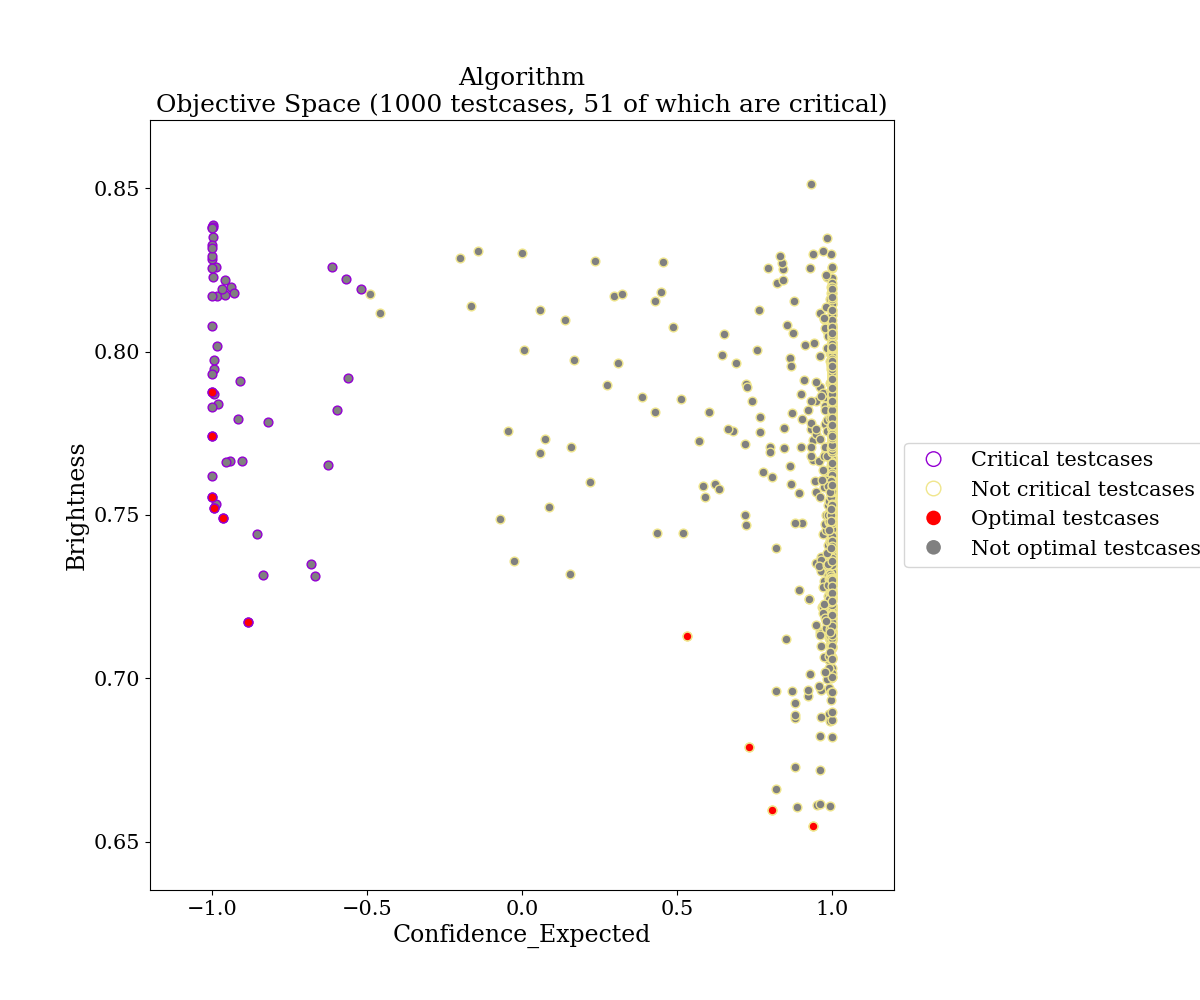 Algorithm
Objective Space (1000 testcases, 51 of which are critical)
0.85
0.80
0.75
0.70
0.65
Brightness
−1.0
−0.5
0.0
0.5
1.0
Confidence_Expected
Critical testcases
Not critical testcases
Optimal testcases
Not optimal testcases